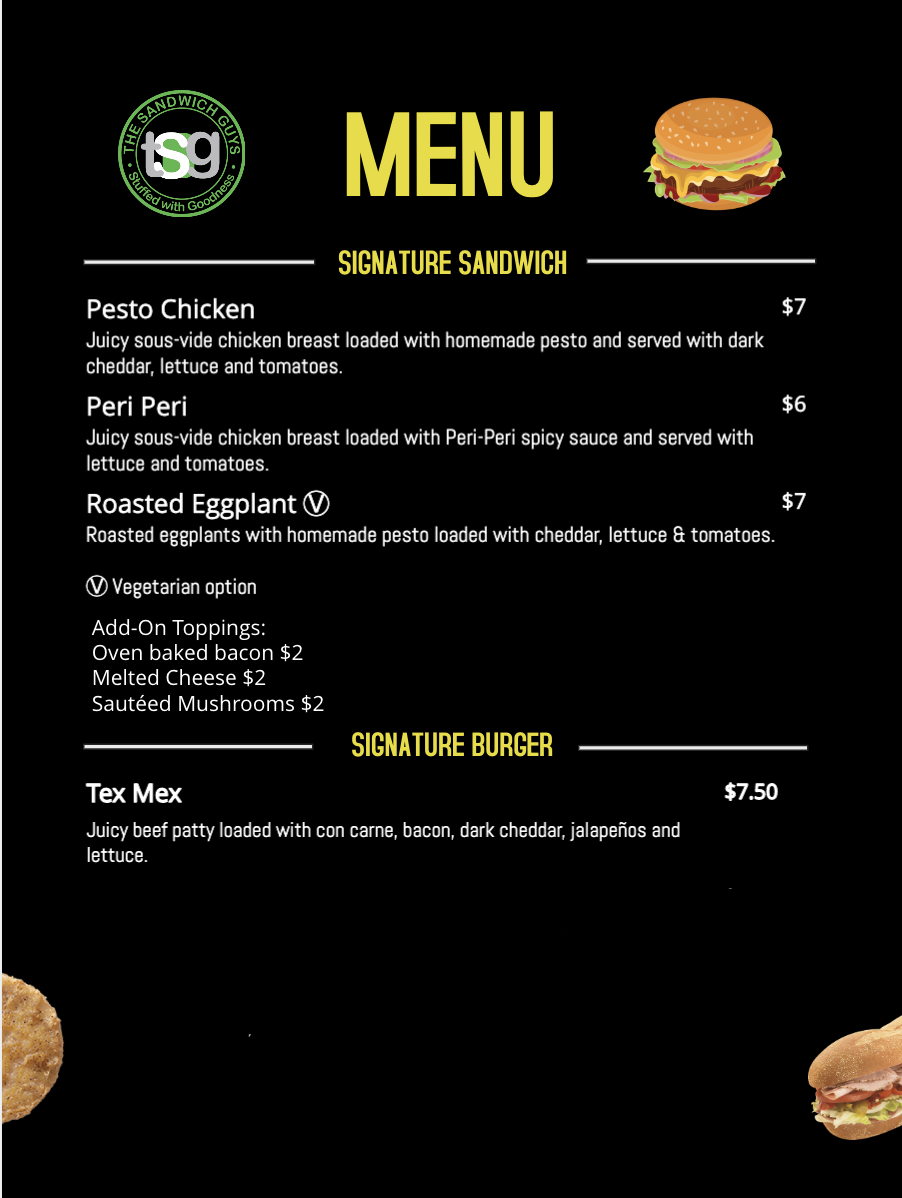 THE SANDWICH GUYS
tsg
Stuffed with Goodness
MENU
SIGNATURE SANDWICH
Pesto Chicken $7
Juicy sous-vide chicken breast loaded with homemade pesto and served with dark
cheddar, lettuce and tomatoes.
Peri Peri $6
Juicy sous-vide chicken breast loaded with Peri-Peri spicy sauce and served with
lettuce and tomatoes.
Roasted Eggplant Ⓥ $7
Roasted eggplants with homemade pesto loaded with cheddar, lettuce & tomatoes.
Ⓥ Vegetarian option
Add-On Toppings:
Oven baked bacon $2
Melted Cheese $2
Sautéed Mushrooms $2
SIGNATURE BURGER
Tex Mex $7.50
Juicy beef patty loaded with con carne, bacon, dark cheddar, jalapeños and
lettuce.